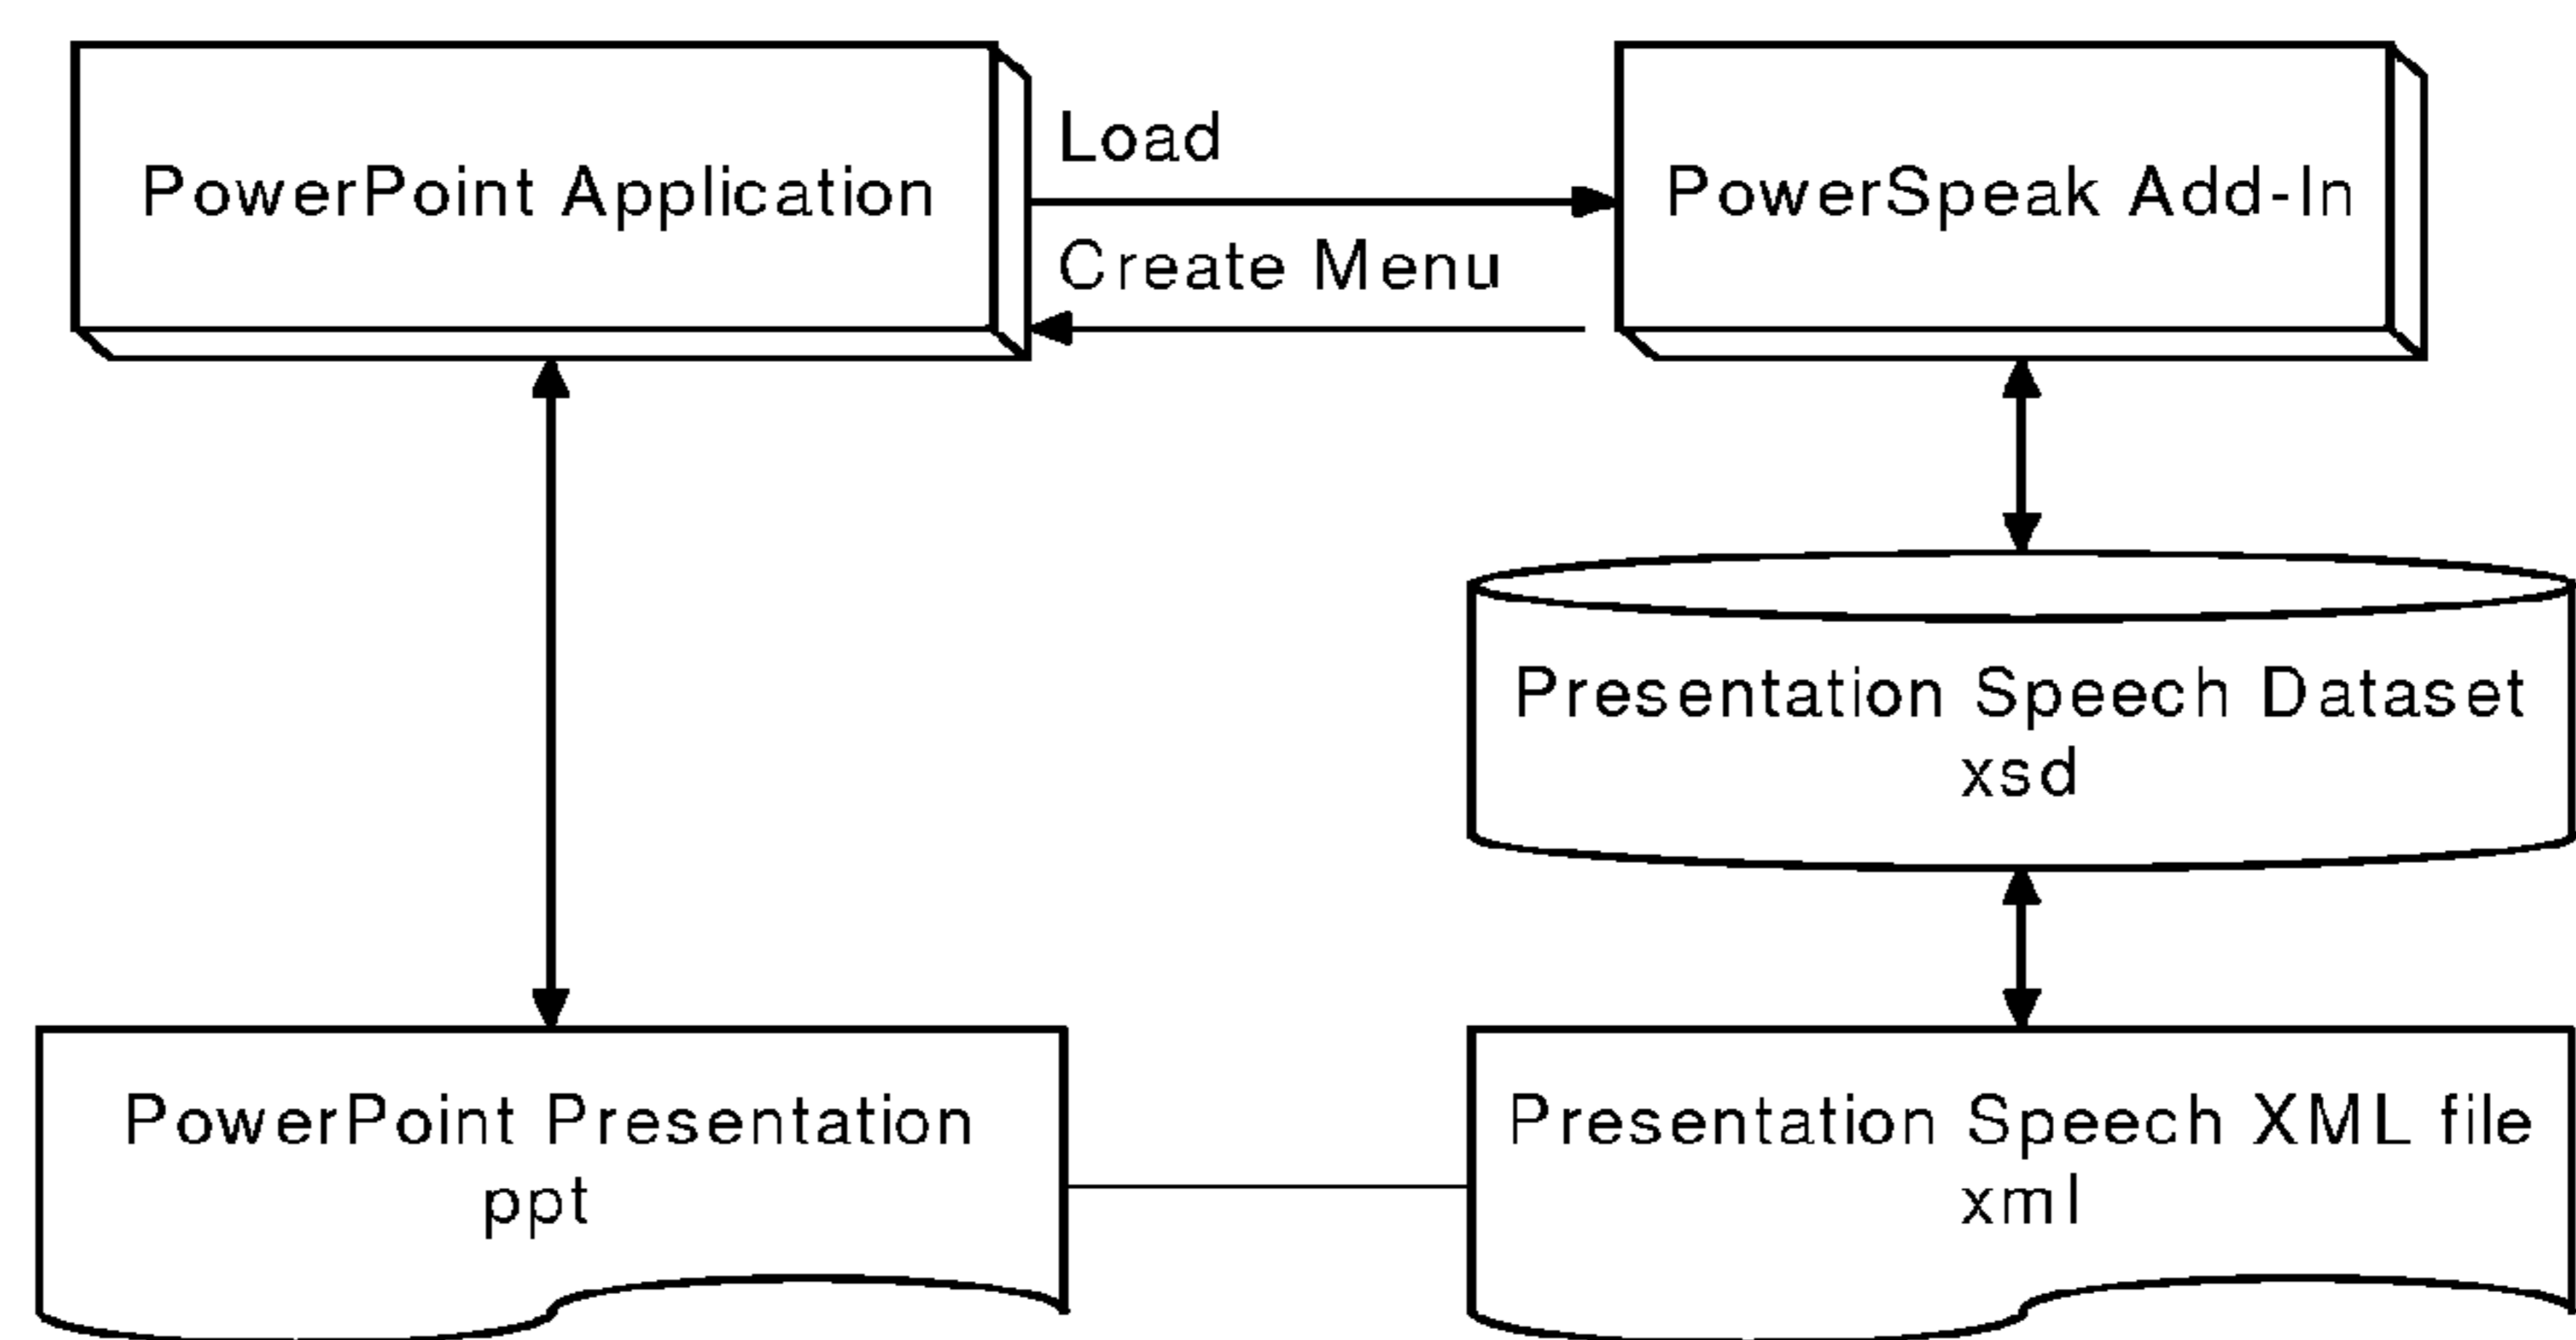 PowerPoint Application
Load
Create Menu
PowerSpeak Add-In
Presentation Speech Dataset
xsd
PowerPoint Presentation
ppt
Presentation Speech XML file
xml